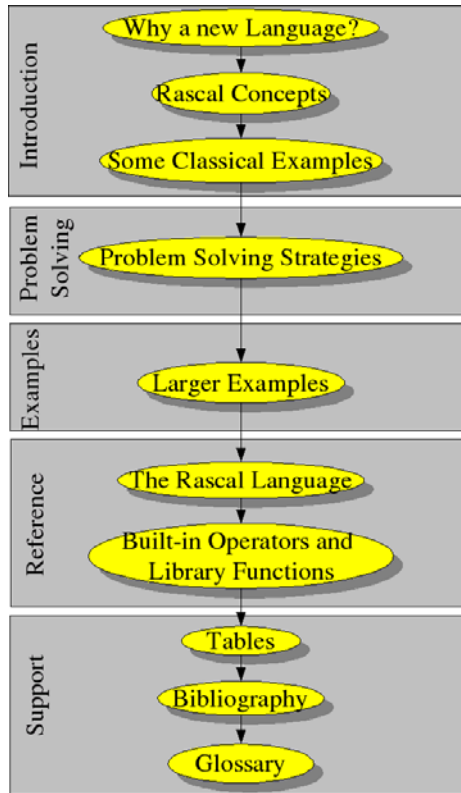 Introduction
Why a new Language?
Rascal Concepts
Some Classical Examples
Problem
Solving
Problem Solving Strategies
Examples
Larger Examples
Reference
The Rascal Language
Built-in Operators and
Library Functions
Support
Tables
Bibliography
Glossary